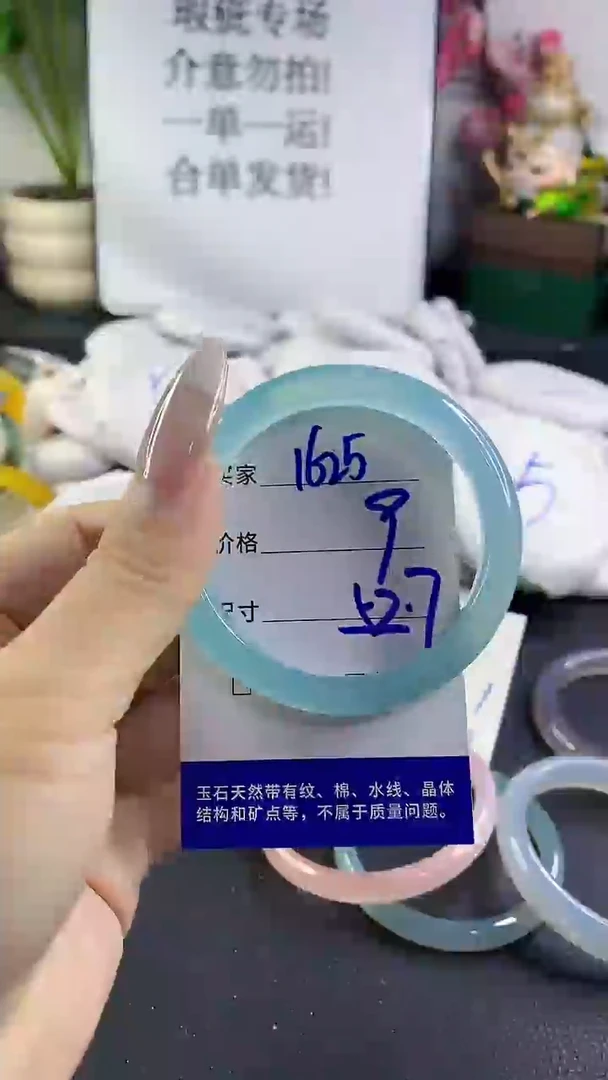 瑕疵专场
介意勿拍!
一单一运!
合单发货!
买家 1625
价格 9
尺寸 52.7
玉石天然带有纹、棉、水线、晶体
结构和矿点等，不属于质量问题。